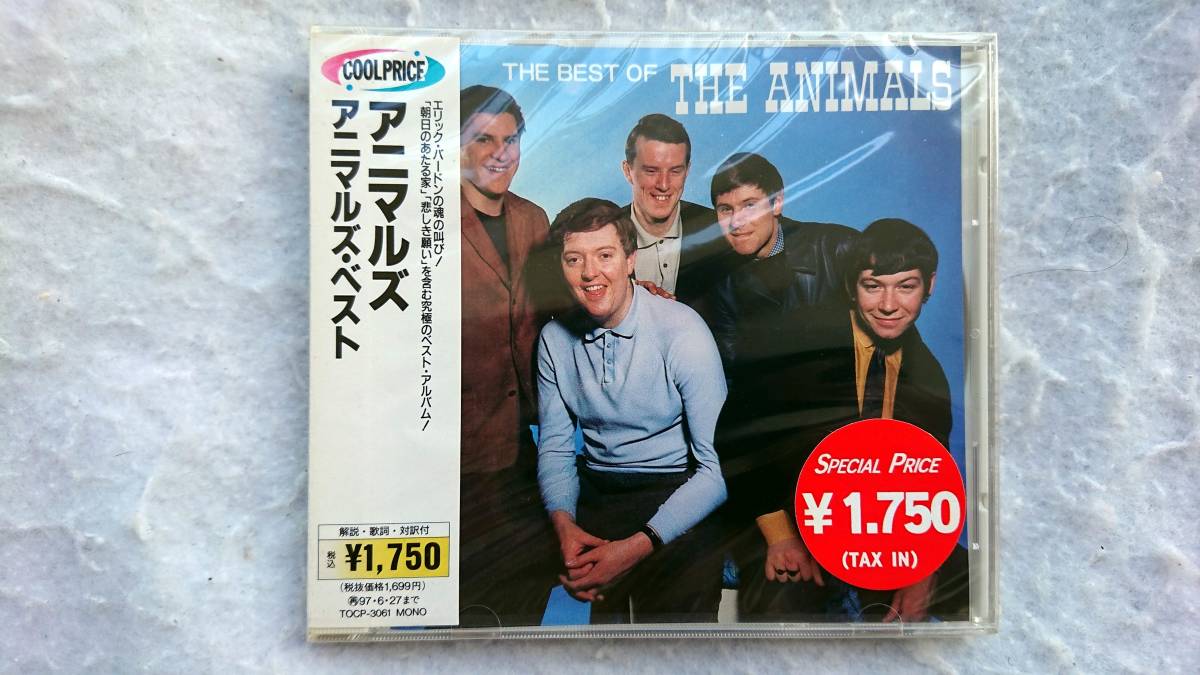 COOLPRICE
アニマルズ
アニマルズ・ベスト
エリック・バードンの魂の叫び!
「朝日のあたる家」「悲しき願い」を含む究極のベスト・アルバム!
解説・歌詞・対訳付
税込 ¥1,750
(税抜価格1,699円)
再97・6・27まで
TOCP-3061 MONO
THE BEST OF THE ANIMALS
SPECIAL PRICE
¥1.750
(TAX IN)